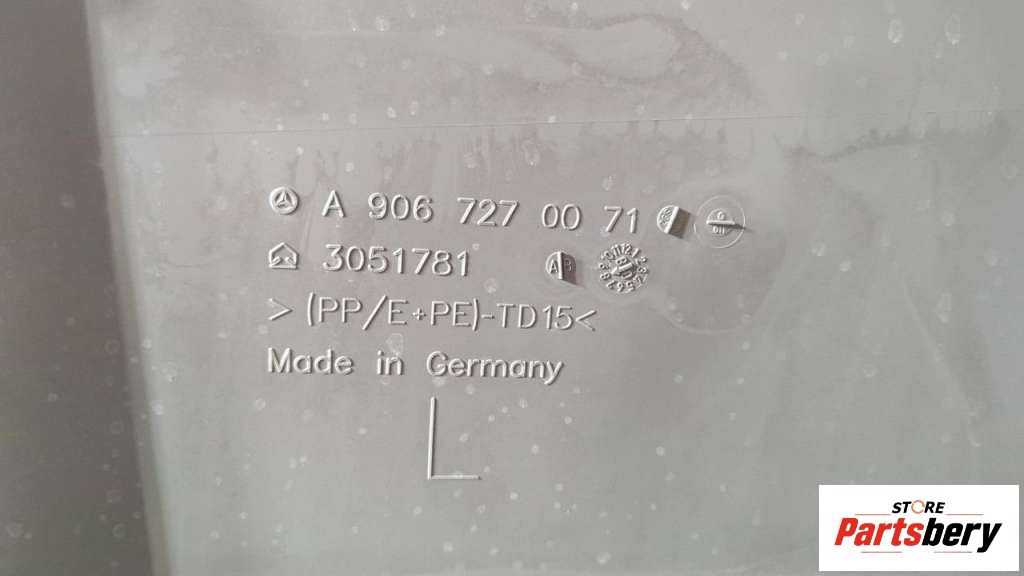 A 906 727 00 71
3051781
>(PP/E+PE)-TD15<
Made in Germany
L
STORE
Partsbery